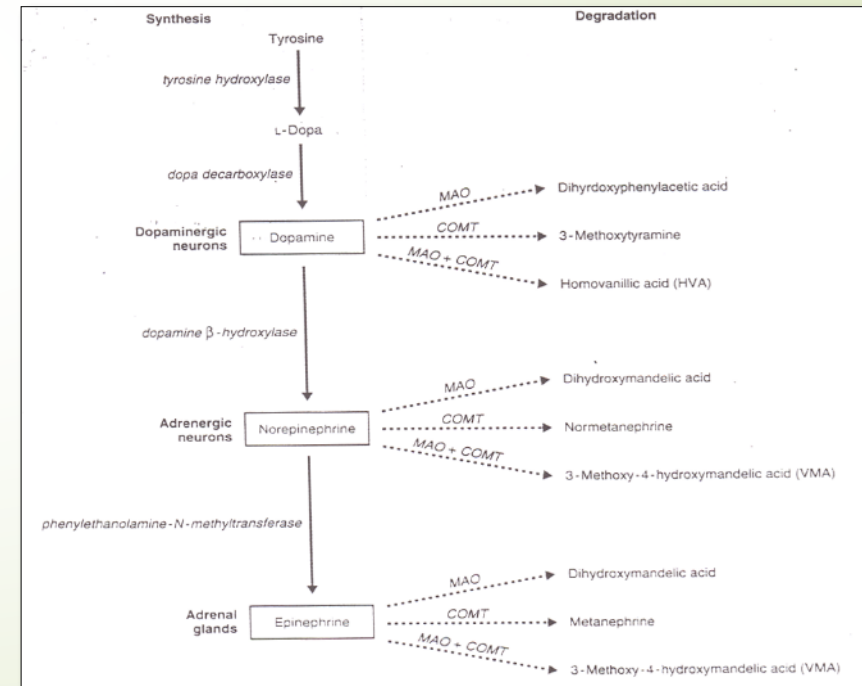 Synthesis
Degradation
Tyrosine
tyrosine hydroxylase
L-Dopa
dopa decarboxylase
Dopaminergic
neurons
Dopamine
MAO
Dihyrdoxyphenylacetic acid
COMT
3-Methoxytyramine
MAO + COMT
Homovanillic acid (HVA)
dopamine β-hydroxylase
Adrenergic
neurons
Norepinephrine
MAO
Dihydroxymandelic acid
COMT
Normetanephrine
MAO + COMT
3-Methoxy-4-hydroxymandelic acid (VMA)
phenylethanolamine-N-methyltransferase
Adrenal
glands
Epinephrine
MAO
Dihydroxymandelic acid
COMT
Metanephrine
MAO + COMT
3-Methoxy-4-hydroxymandelic acid (VMA)